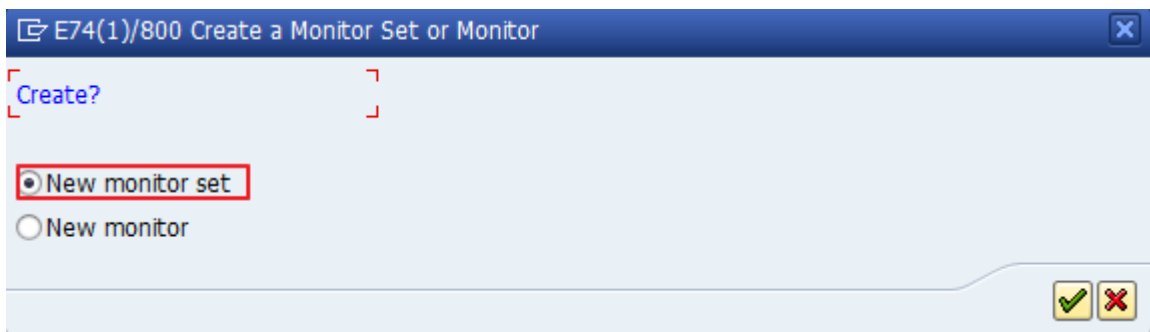 E74(1)/800 Create a Monitor Set or Monitor
Create?
New monitor set
New monitor